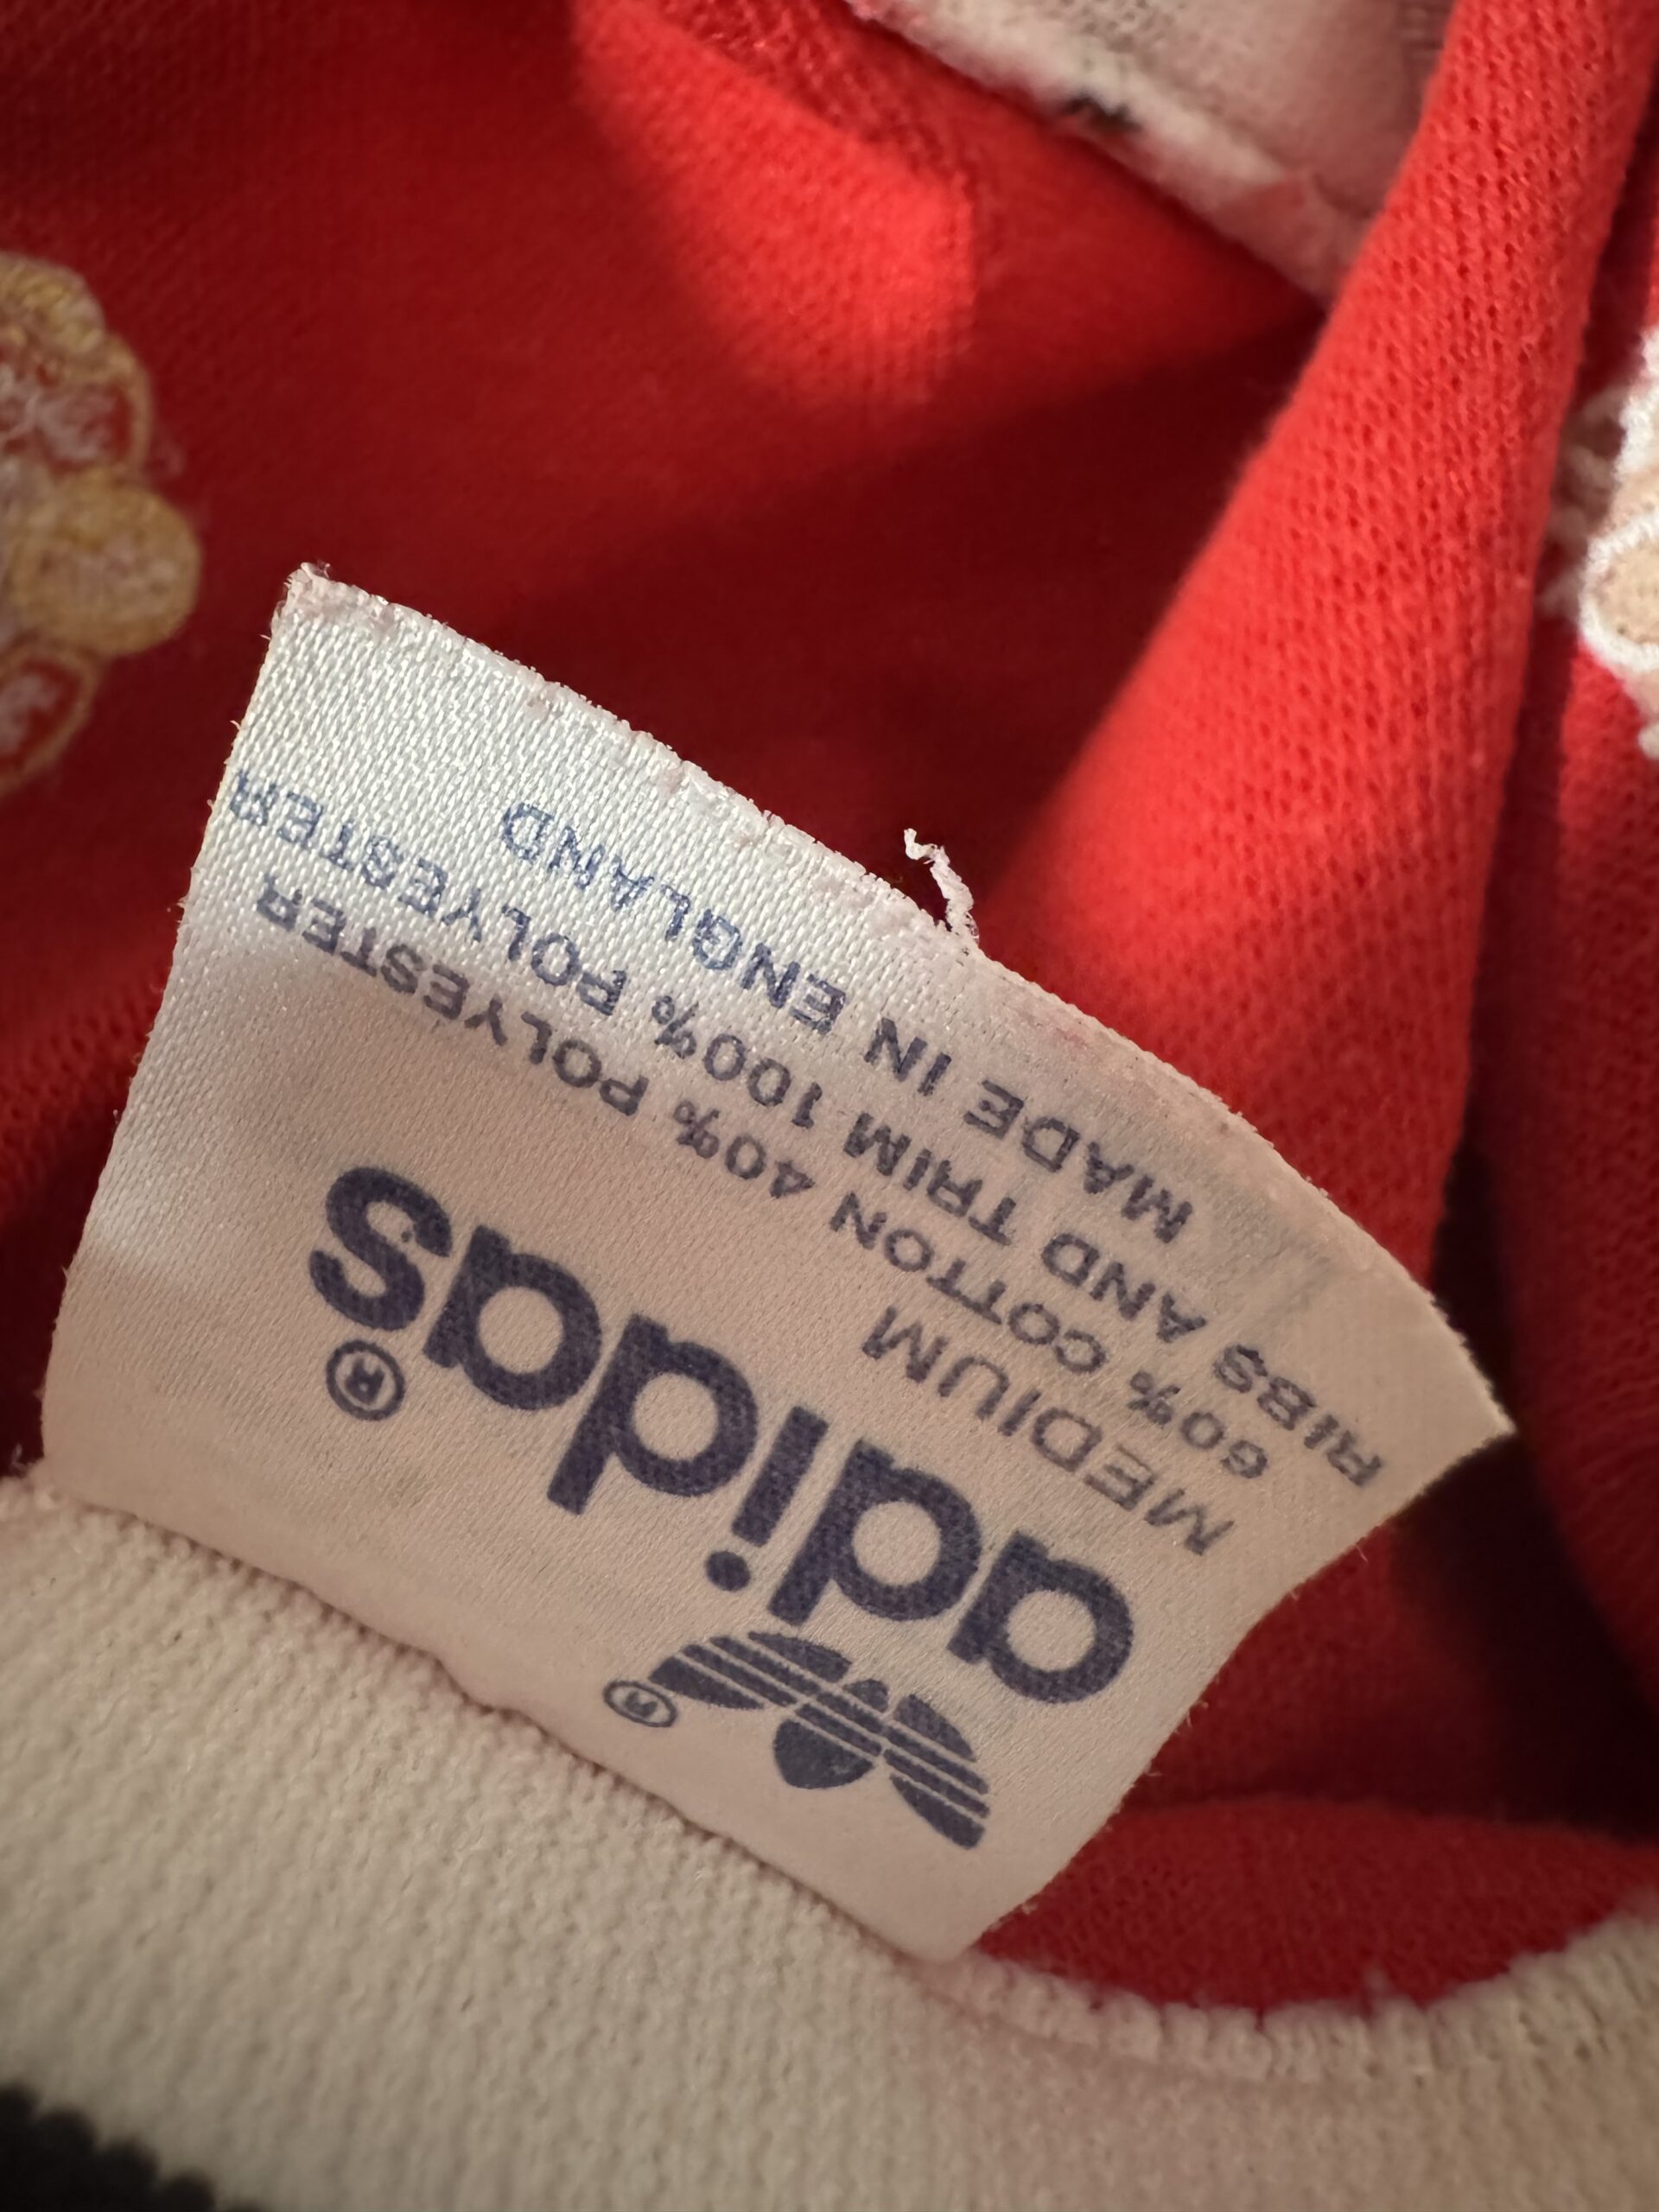 ®
adidas®
MEDIUM
60% COTTON 40% POLYESTER
RIBS AND TRIM 100% POLYESTER
MADE IN ENGLAND